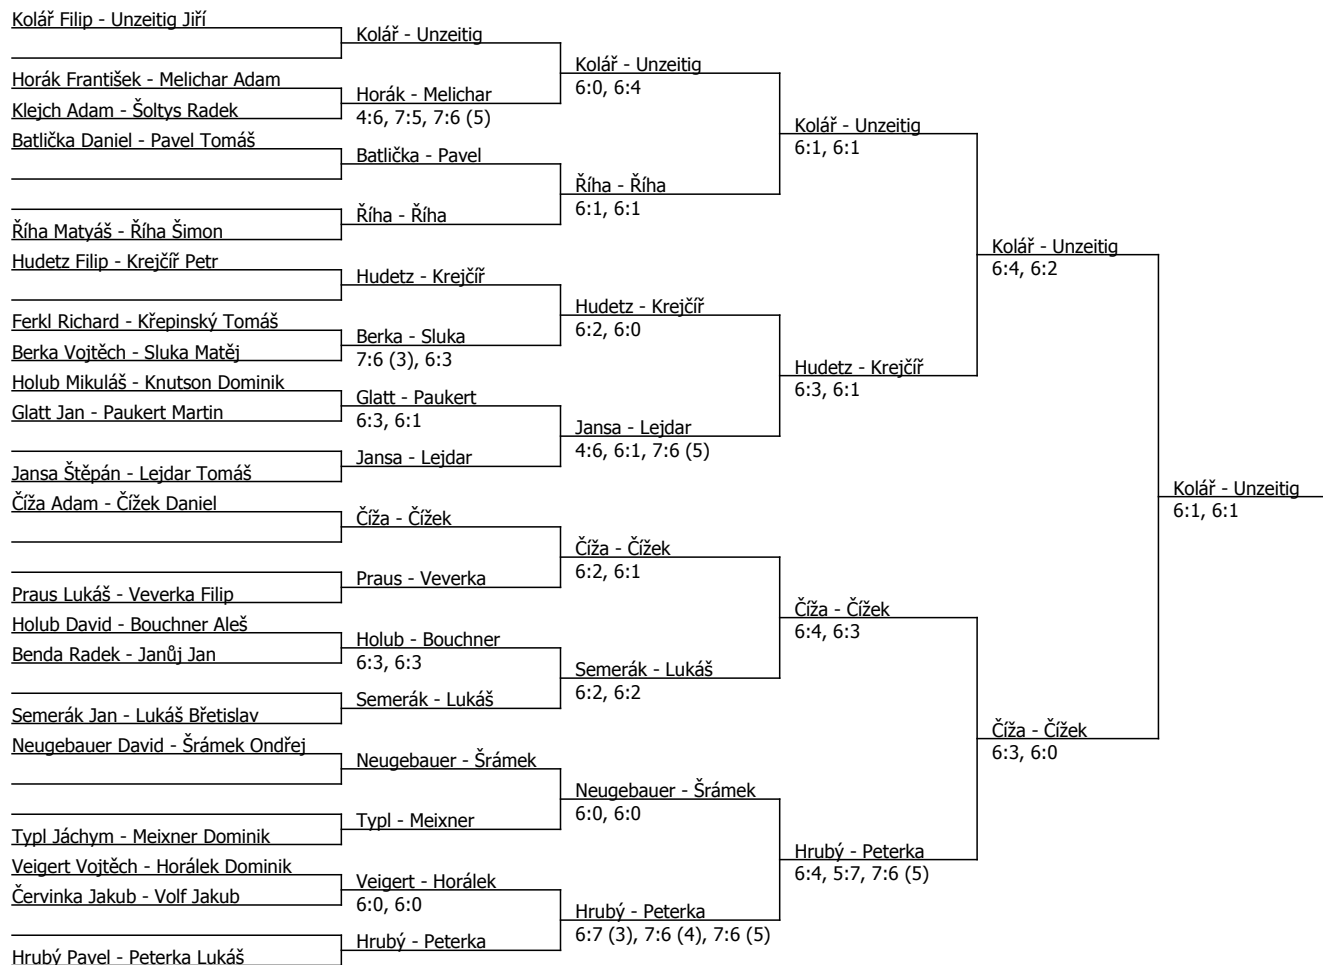 Kolář Filip - Unzeitig Jiří
Horák František - Melichar Adam
Klejch Adam - Šoltys Radek
Batlička Daniel - Pavel Tomáš
Říha Matyáš - Říha Šimon
Hudetz Filip - Krejčíř Petr
Ferkl Richard - Křepinský Tomáš
Berka Vojtěch - Sluka Matěj
Holub Mikuláš - Knutson Dominik
Glatt Jan - Paukert Martin
Jansa Štěpán - Lejdar Tomáš
Číža Adam - Čížek Daniel
Praus Lukáš - Veverka Filip
Holub David - Bouchner Aleš
Benda Radek - Janůj Jan
Semerák Jan - Lukáš Břetislav
Neugebauer David - Šrámek Ondřej
Typl Jáchym - Meixner Dominik
Veigert Vojtěch - Horálek Dominik
Červinka Jakub - Volf Jakub
Hrubý Pavel - Peterka Lukáš
Kolář - Unzeitig
Horák - Melichar
4:6, 7:5, 7:6 (5)
Batlička - Pavel
Říha - Říha
Hudetz - Krejčíř
Berka - Sluka
7:6 (3), 6:3
Glatt - Paukert
6:3, 6:1
Jansa - Lejdar
Číža - Čížek
Praus - Veverka
Holub - Bouchner
6:3, 6:3
Semerák - Lukáš
Neugebauer - Šrámek
Typl - Meixner
Veigert - Horálek
6:0, 6:0
Hrubý - Peterka
Kolář - Unzeitig
6:0, 6:4
Říha - Říha
6:1, 6:1
Hudetz - Krejčíř
6:2, 6:0
Jansa - Lejdar
4:6, 6:1, 7:6 (5)
Číža - Čížek
6:2, 6:1
Semerák - Lukáš
6:2, 6:2
Neugebauer - Šrámek
6:0, 6:0
Hrubý - Peterka
6:7 (3), 7:6 (4), 7:6 (5)
Kolář - Unzeitig
6:1, 6:1
Hudetz - Krejčíř
6:3, 6:1
Číža - Čížek
6:4, 6:3
Hrubý - Peterka
6:4, 5:7, 7:6 (5)
Kolář - Unzeitig
6:4, 6:2
Číža - Čížek
6:3, 6:0
Kolář - Unzeitig
6:1, 6:1